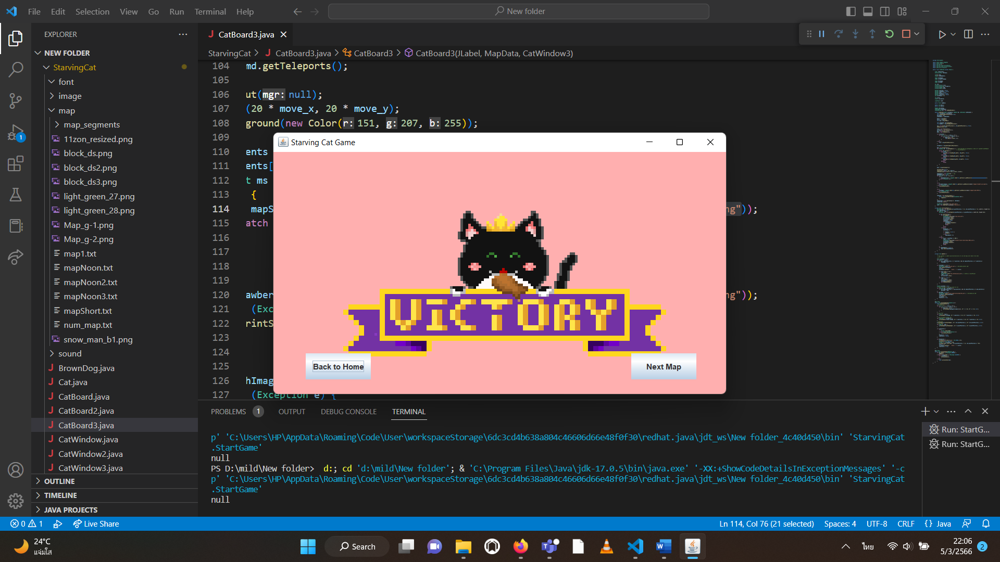 File Edit Selection View Go Run Terminal Help
New folder
EXPLORER
NEW FOLDER
StarvingCat
font
image
map
map_segments
11zon_resized.png
block_ds.png
block_ds2.png
block_ds3.png
light_green_27.png
light_green_28.png
Map_g-1.png
Map_g-2.png
map1.txt
mapNoon.txt
mapNoon2.txt
mapNoon3.txt
mapShort.txt
num_map.txt
snow_man_b1.png
sound
BrownDog.java
Cat.java
CatBoard.java
CatBoard2.java
CatBoard3.java
CatWindow.java
CatWindow2.java
CatWindow3.java
OUTLINE
TIMELINE
JAVA PROJECTS
1
CatBoard3.java
StarvingCat > CatBoard3.java > CatBoard3 > CatBoard3(JLabel, MapData, CatWindow3)
104 md.getTeleports();
105
106 ut(mgr: null);
107 (20 * move_x, 20 * move_y);
108 ground(new Color(r: 151, g: 207, b: 255));
109
110 ents
111 ents[
112 t ms
113 {
114 mapS ng"));
115 atch
116
117
118
119
120 awber ng"));
121 (Exc
122 rintS
123
124
125
126 hImag
127 (Exception e) {
Starving Cat Game
VICTORY
Back to Home
Next Map
PROBLEMS 1 OUTPUT DEBUG CONSOLE TERMINAL
p' 'C:\Users\HP\AppData\Roaming\Code\User\workspaceStorage\6dc3cd4b638a804c46606d66e48f0f30\redhat.java\jdt_ws\New folder_4c40d450\bin' 'StarvingCat
.StartGame'
null
PS D:\mild\New folder> d:; cd 'd:\mild\New folder'; & 'C:\Program Files\Java\jdk-17.0.5\bin\java.exe' '-XX:+ShowCodeDetailsInExceptionMessages' '-c
p' 'C:\Users\HP\AppData\Roaming\Code\User\workspaceStorage\6dc3cd4b638a804c46606d66e48f0f30\redhat.java\jdt_ws\New folder_4c40d450\bin' 'StarvingCat
.StartGame'
null
Run: StartG...
Run: StartG...
0 1 Live Share
Ln 114, Col 76 (21 selected) Spaces: 4 UTF-8 CRLF {} Java
24°C
แจ่มใส
Search
ไทย
22:06
5/3/2566
2